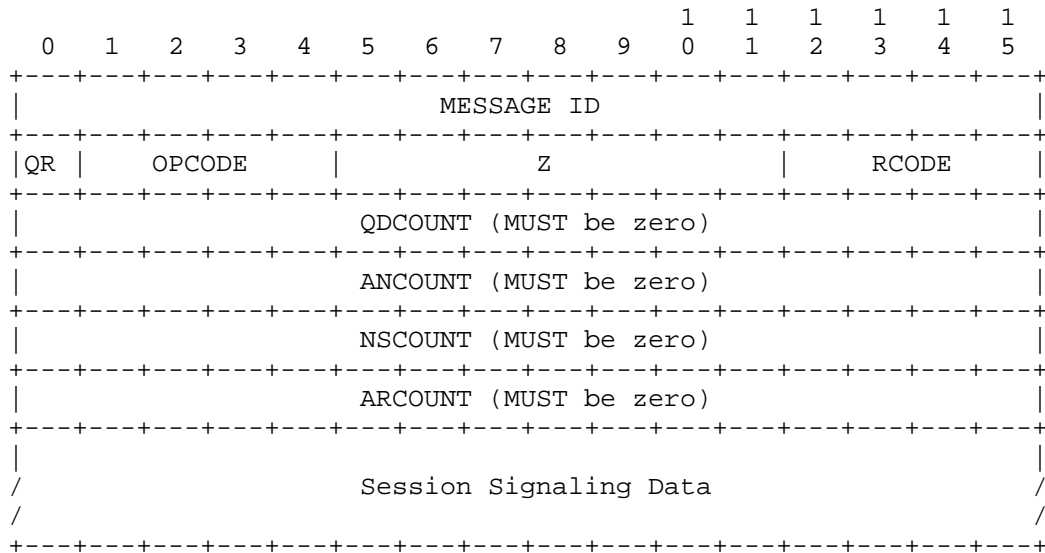 1   1   1   1   1   1
      0   1   2   3   4   5   6   7   8   9   0   1   2   3   4   5
    +---+---+---+---+---+---+---+---+---+---+---+---+---+---+---+---+
    |                          MESSAGE ID                           |
    +---+---+---+---+---+---+---+---+---+---+---+---+---+---+---+---+
    |QR |    OPCODE     |            Z              |     RCODE     |
    +---+---+---+---+---+---+---+---+---+---+---+---+---+---+---+---+
    |                     QDCOUNT (MUST be zero)                    |
    +---+---+---+---+---+---+---+---+---+---+---+---+---+---+---+---+
    |                     ANCOUNT (MUST be zero)                    |
    +---+---+---+---+---+---+---+---+---+---+---+---+---+---+---+---+
    |                     NSCOUNT (MUST be zero)                    |
    +---+---+---+---+---+---+---+---+---+---+---+---+---+---+---+---+
    |                     ARCOUNT (MUST be zero)                    |
    +---+---+---+---+---+---+---+---+---+---+---+---+---+---+---+---+
    |                                                               |
    /                     Session Signaling Data                    /
    /                                                               /
    +---+---+---+---+---+---+---+---+---+---+---+---+---+---+---+---+